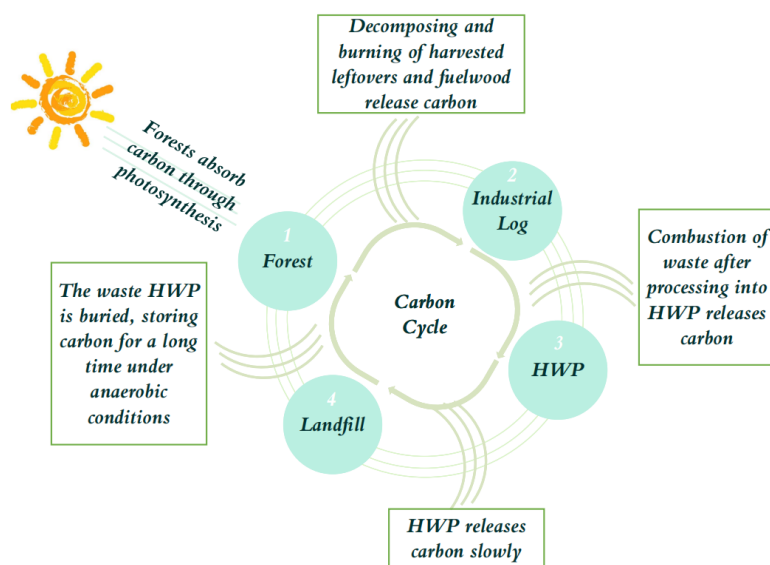 Decomposing and
burning of harvested
leftovers and fuelwood
release carbon
Forests absorb
carbon through
photosynthesis
1
Forest
2
Industrial
Log
Combustion of
waste after
processing into
HWP releases
carbon
The waste HWP
is buried, storing
carbon for a long
time under
anaerobic
conditions
Carbon
Cycle
3
HWP
4
Landfill
HWP releases
carbon slowly